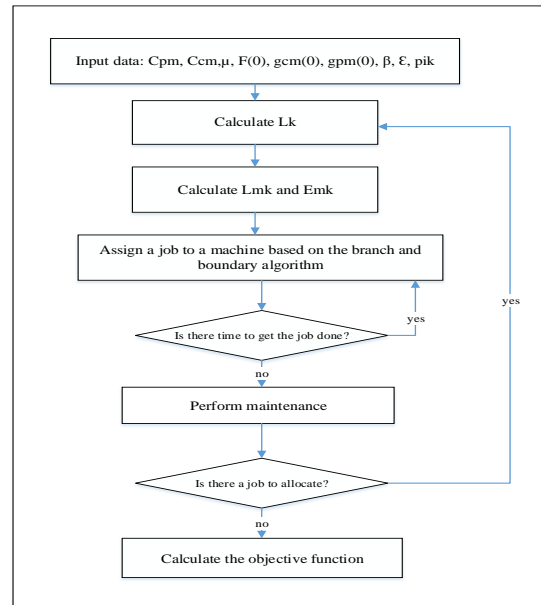 Input data: Cpm, Ccm,μ, F(0), gcm(0), gpm(0), β, Ɛ, pik
Calculate Lk
Calculate Lmk and Emk
Assign a job to a machine based on the branch and
boundary algorithm
Is there time to get the job done?
yes
no
Perform maintenance
Is there a job to allocate?
yes
no
Calculate the objective function